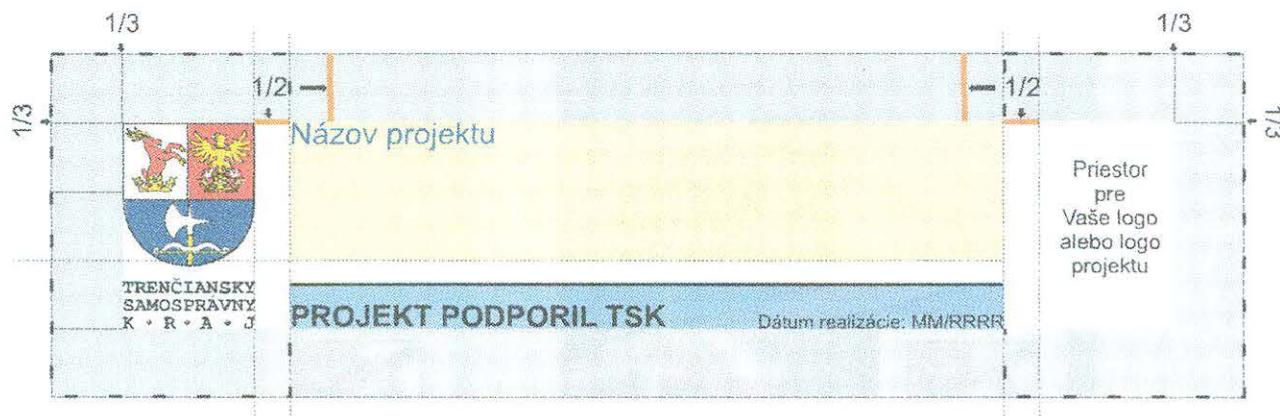 1/3
1/3
1/2
1/2
1/3
1/3
Názov projektu
Priestor
pre
Vaše logo
alebo logo
projektu
TRENČIANSKY
SAMOSPRÁVNY
K • R • A • J
PROJEKT PODPORIL TSK
Dátum realizácie: MM/RRRR